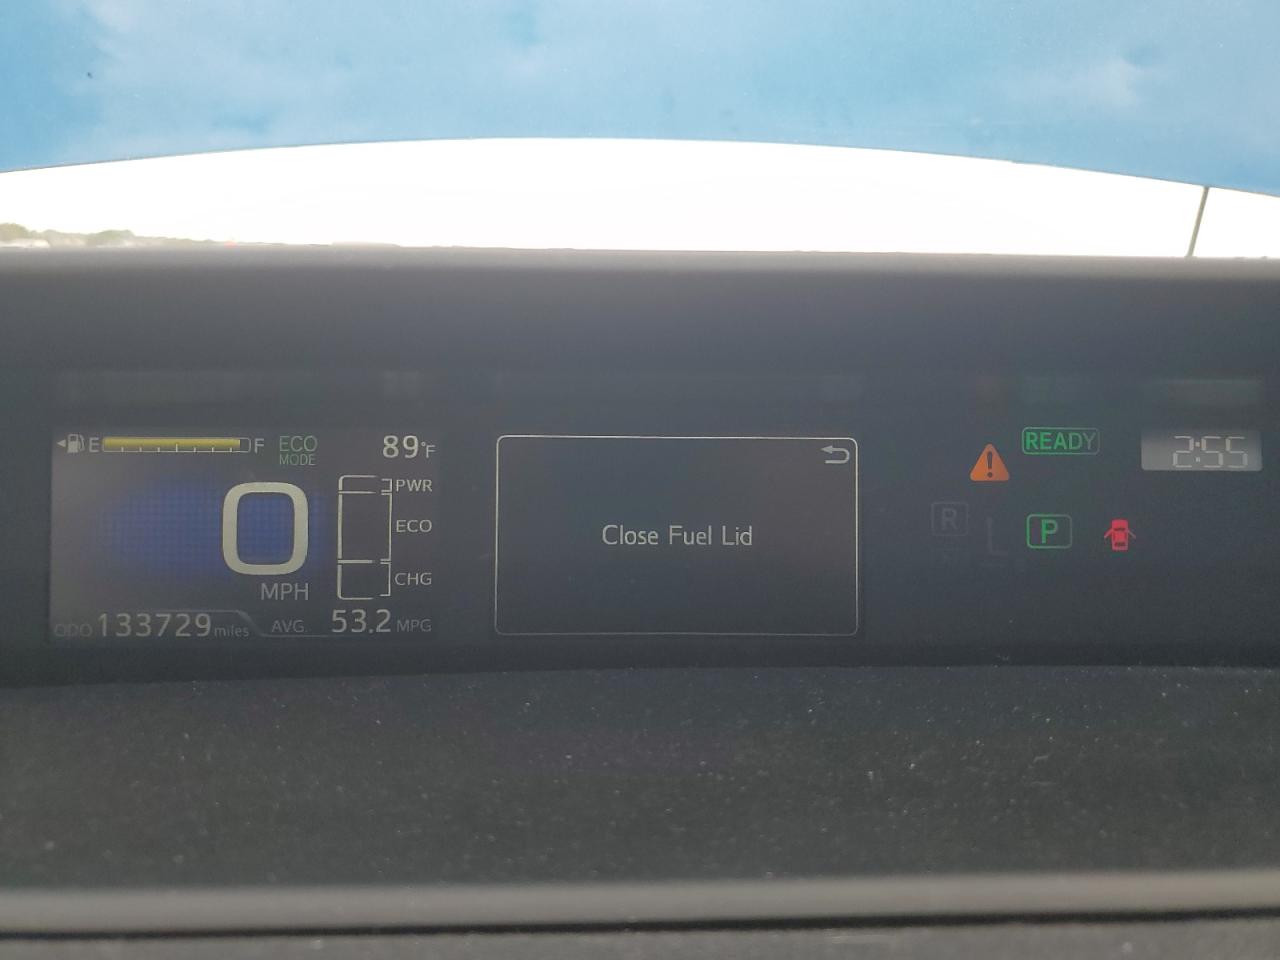 E F ECO MODE 89°F
PWR
0 ECO
MPH CHG
ODO 133729 miles AVG. 53.2 MPG
Close Fuel Lid
READY 2:55
R P